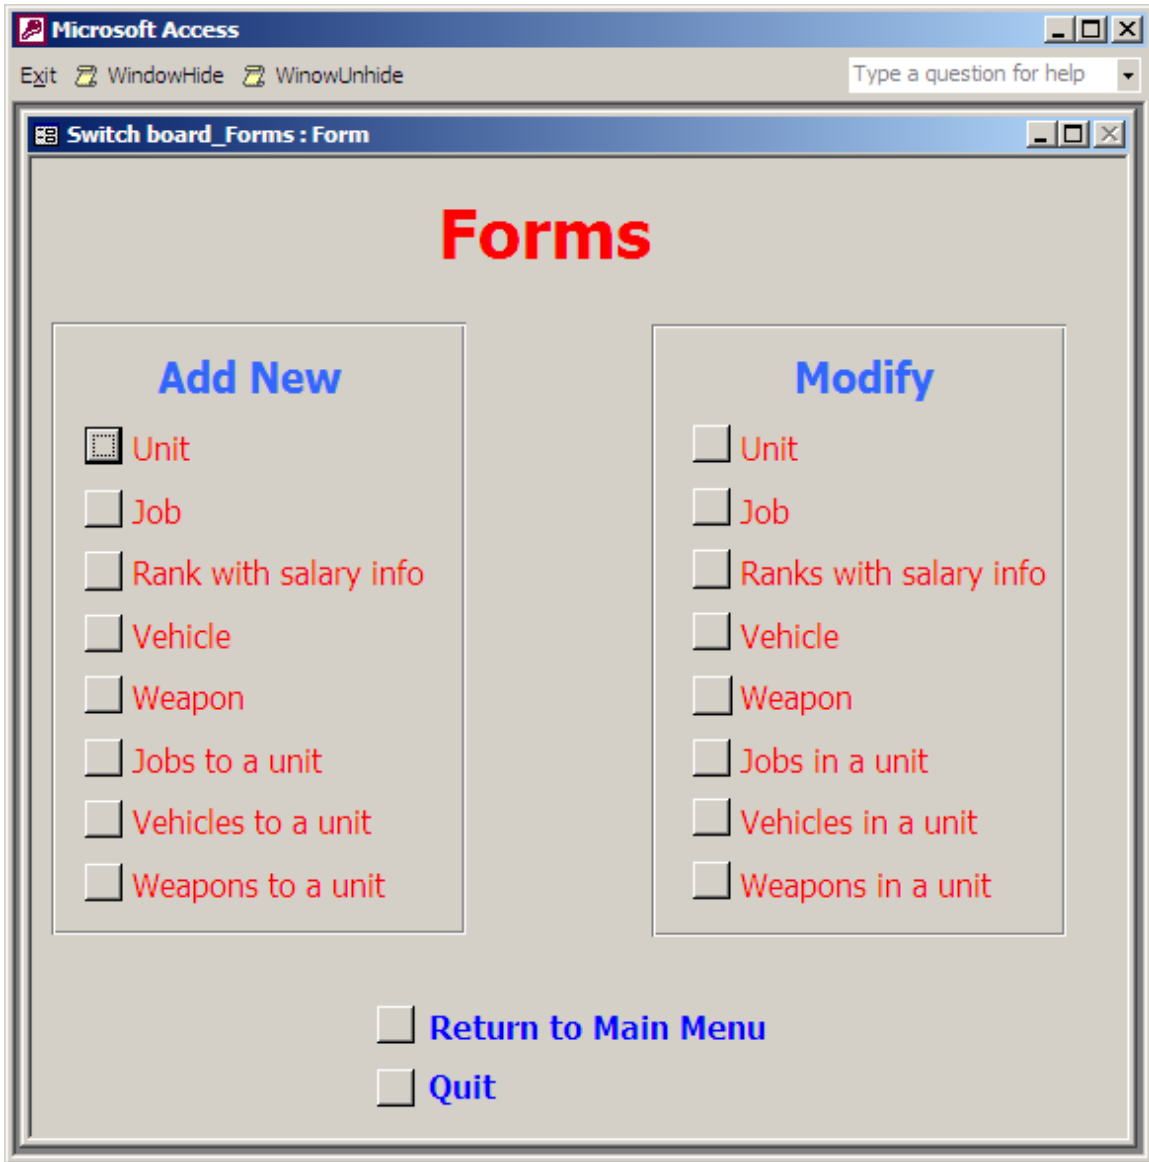 Microsoft Access
Exit WindowHide WinowUnhide Type a question for help
Switch board_Forms : Form
Forms
Add New
Unit
Job
Rank with salary info
Vehicle
Weapon
Jobs to a unit
Vehicles to a unit
Weapons to a unit
Modify
Unit
Job
Ranks with salary info
Vehicle
Weapon
Jobs in a unit
Vehicles in a unit
Weapons in a unit
Return to Main Menu
Quit